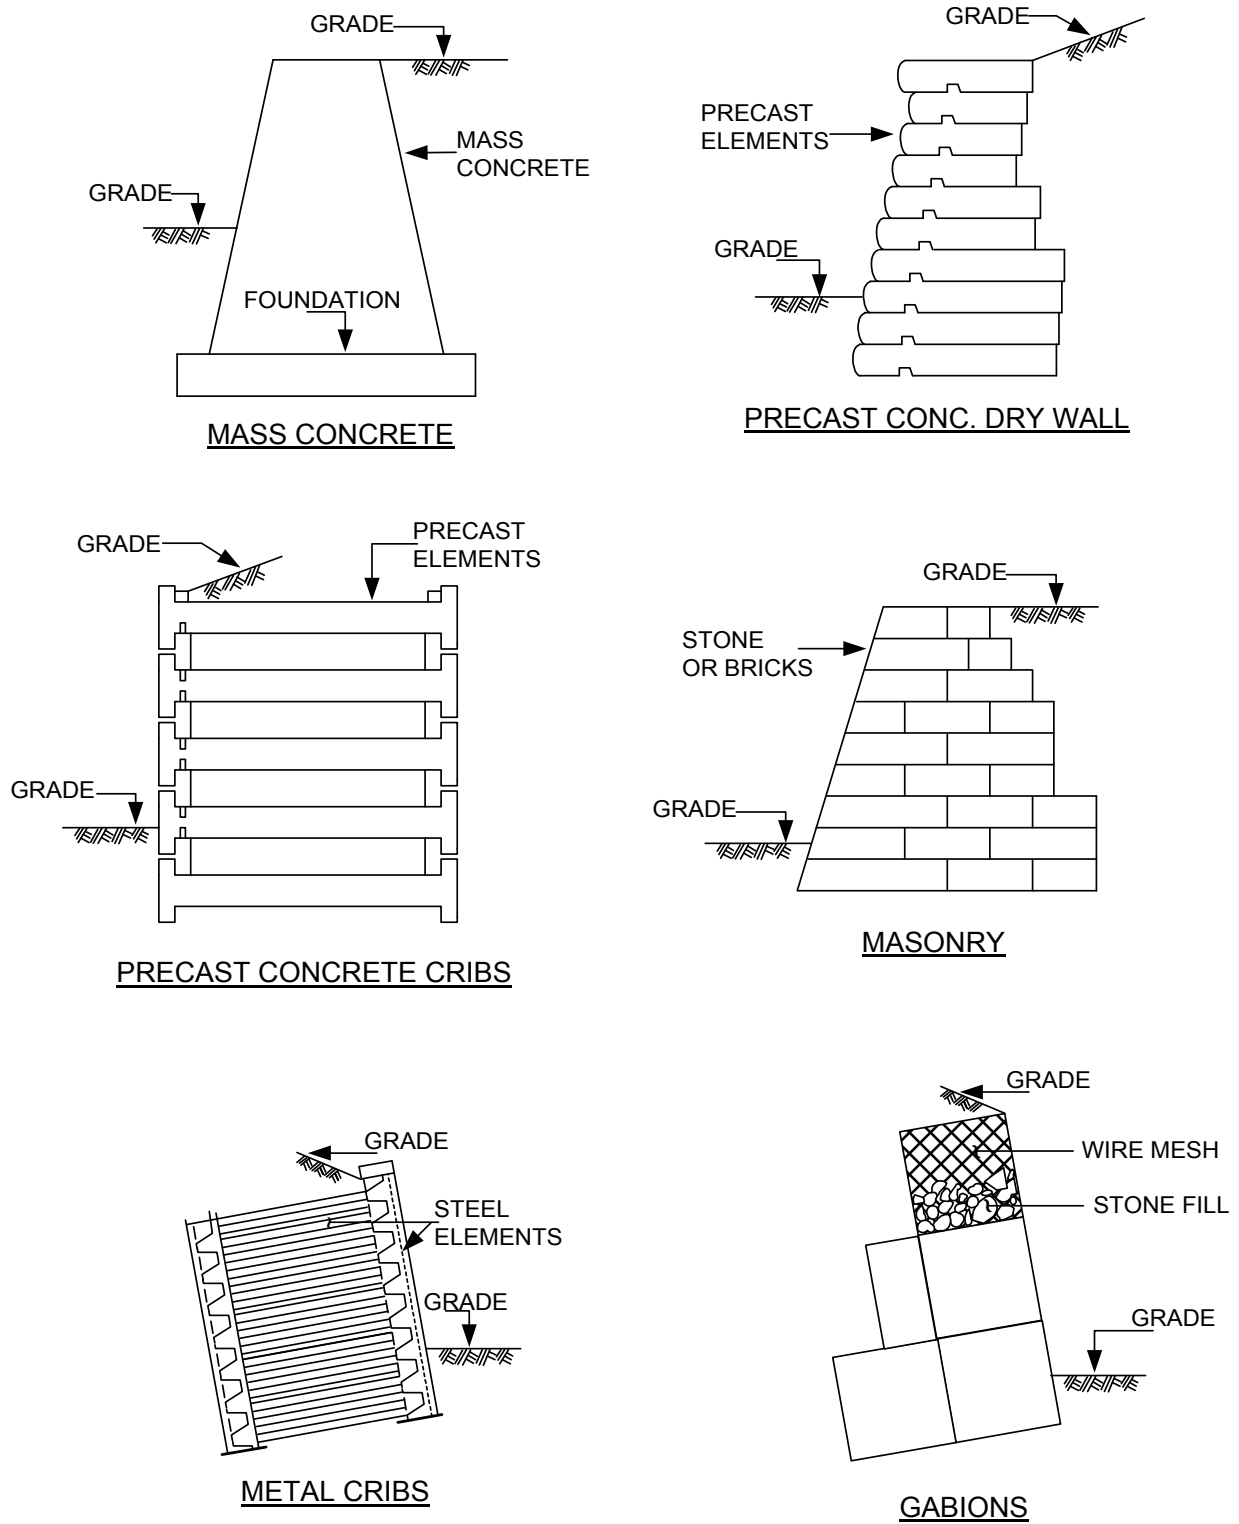 GRADE
MASS
CONCRETE
GRADE
FOUNDATION
MASS CONCRETE
GRADE
PRECAST
ELEMENTS
GRADE
PRECAST CONC. DRY WALL
GRADE
PRECAST
ELEMENTS
GRADE
PRECAST CONCRETE CRIBS
GRADE
STONE
OR BRICKS
GRADE
MASONRY
GRADE
STEEL
ELEMENTS
GRADE
METAL CRIBS
GRADE
WIRE MESH
STONE FILL
GRADE
GABIONS